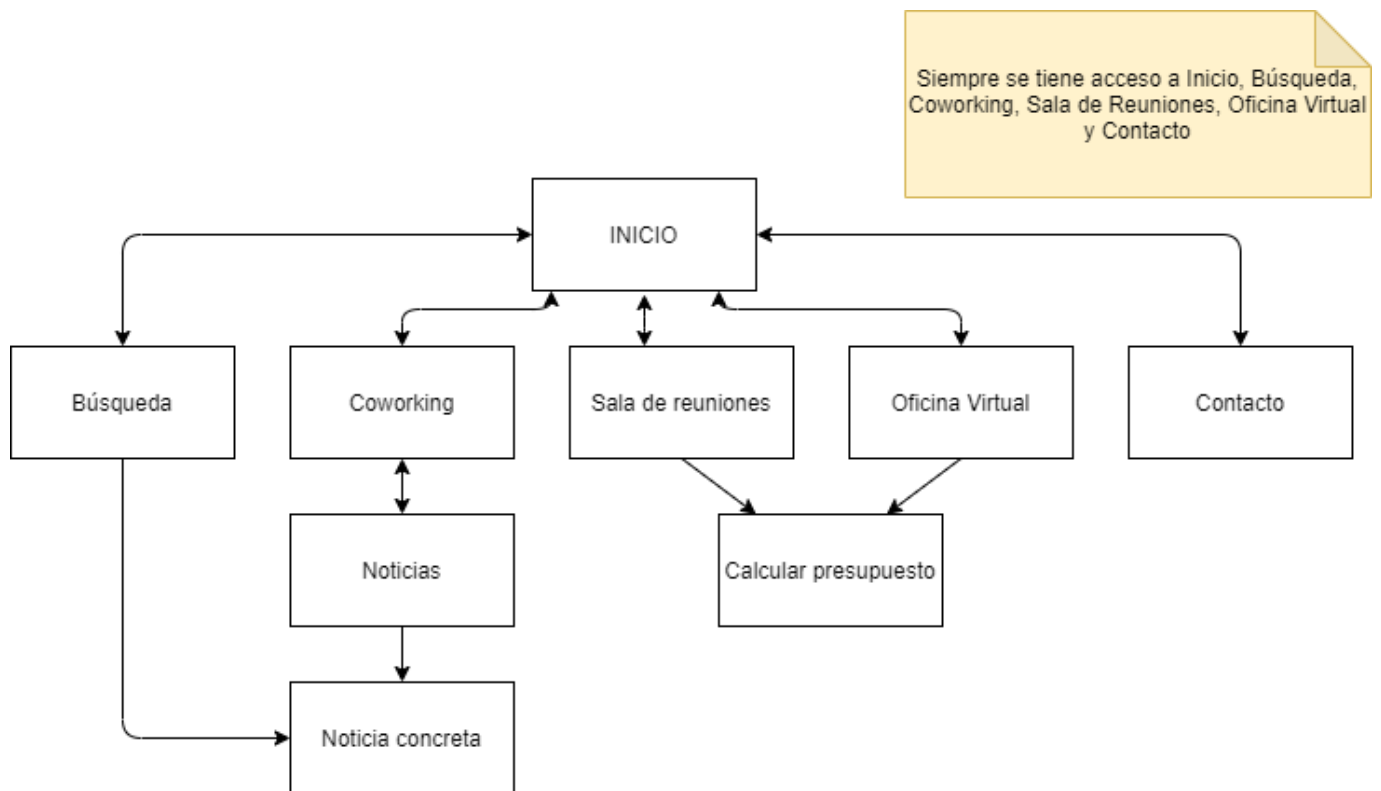 Siempre se tiene acceso a Inicio, Búsqueda,
Coworking, Sala de Reuniones, Oficina Virtual
y Contacto
INICIO
Búsqueda
Coworking
Sala de reuniones
Oficina Virtual
Contacto
Noticias
Calcular presupuesto
Noticia concreta